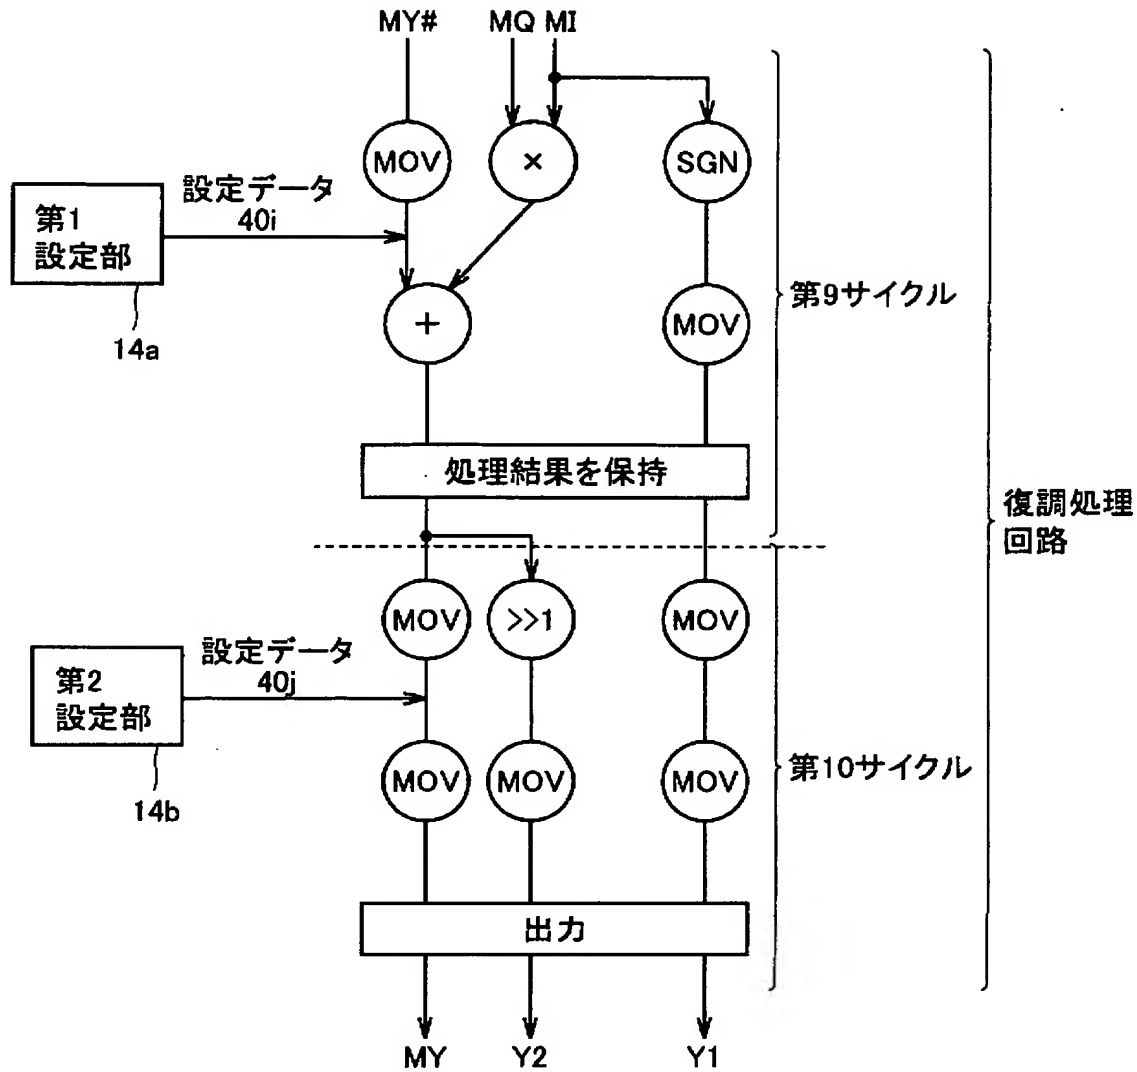 MY# MQ MI
MOV × SGN
設定データ
40i
第1
設定部
14a
+ MOV
第9サイクル
処理結果を保持
復調処理
回路
MOV >>1 MOV
設定データ
40j
第2
設定部
14b
MOV MOV MOV
第10サイクル
出力
MY Y2 Y1